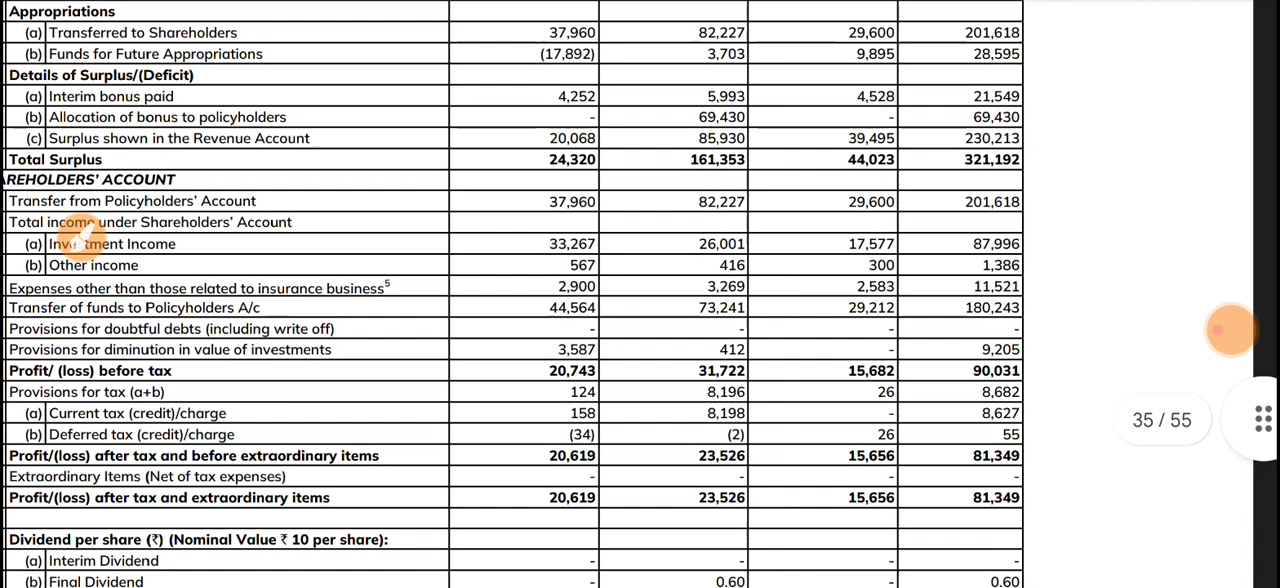 Appropriations
(a) Transferred to Shareholders 37,960 82,227 29,600 201,618
(b) Funds for Future Appropriations (17,892) 3,703 9,895 28,595
Details of Surplus/(Deficit)
(a) Interim bonus paid 4,252 5,993 4,528 21,549
(b) Allocation of bonus to policyholders - 69,430 - 69,430
(c) Surplus shown in the Revenue Account 20,068 85,930 39,495 230,213
Total Surplus 24,320 161,353 44,023 321,192
REHOLDERS' ACCOUNT
Transfer from Policyholders' Account 37,960 82,227 29,600 201,618
Total income under Shareholders' Account
(a) Investment Income 33,267 26,001 17,577 87,996
(b) Other income 567 416 300 1,386
Expenses other than those related to insurance business⁵ 2,900 3,269 2,583 11,521
Transfer of funds to Policyholders A/c 44,564 73,241 29,212 180,243
Provisions for doubtful debts (including write off) - - - -
Provisions for diminution in value of investments 3,587 412 - 9,205
Profit/ (loss) before tax 20,743 31,722 15,682 90,031
Provisions for tax (a+b) 124 8,196 26 8,682
(a) Current tax (credit)/charge 158 8,198 - 8,627
(b) Deferred tax (credit)/charge (34) (2) 26 55
Profit/(loss) after tax and before extraordinary items 20,619 23,526 15,656 81,349
Extraordinary Items (Net of tax expenses) - - - -
Profit/(loss) after tax and extraordinary items 20,619 23,526 15,656 81,349
Dividend per share (₹) (Nominal Value ₹ 10 per share):
(a) Interim Dividend - - - -
(b) Final Dividend - 0.60 - 0.60
35 / 55